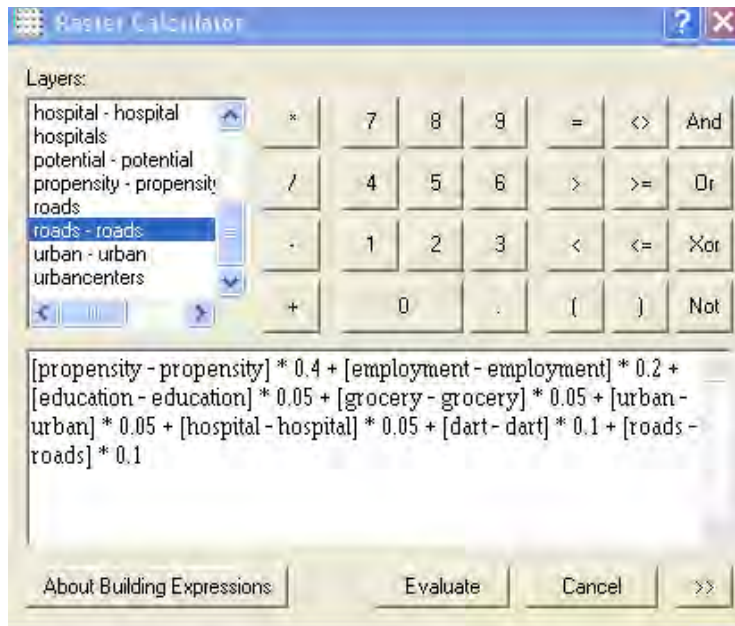 Raster Calculator
Layers:
hospital - hospital
hospitals
potential - potential
propensity - propensity
roads
roads - roads
urban - urban
urbancenters
* 7 8 9 = <> And
/ 4 5 6 > >= Or
- 1 2 3 < <= Xor
+ 0 . ( ) Not
[propensity - propensity] * 0.4 + [employment - employment] * 0.2 +
[education - education] * 0.05 + [grocery - grocery] * 0.05 + [urban -
urban] * 0.05 + [hospital - hospital] * 0.05 + [dart - dart] * 0.1 + [roads -
roads] * 0.1
About Building Expressions Evaluate Cancel >>